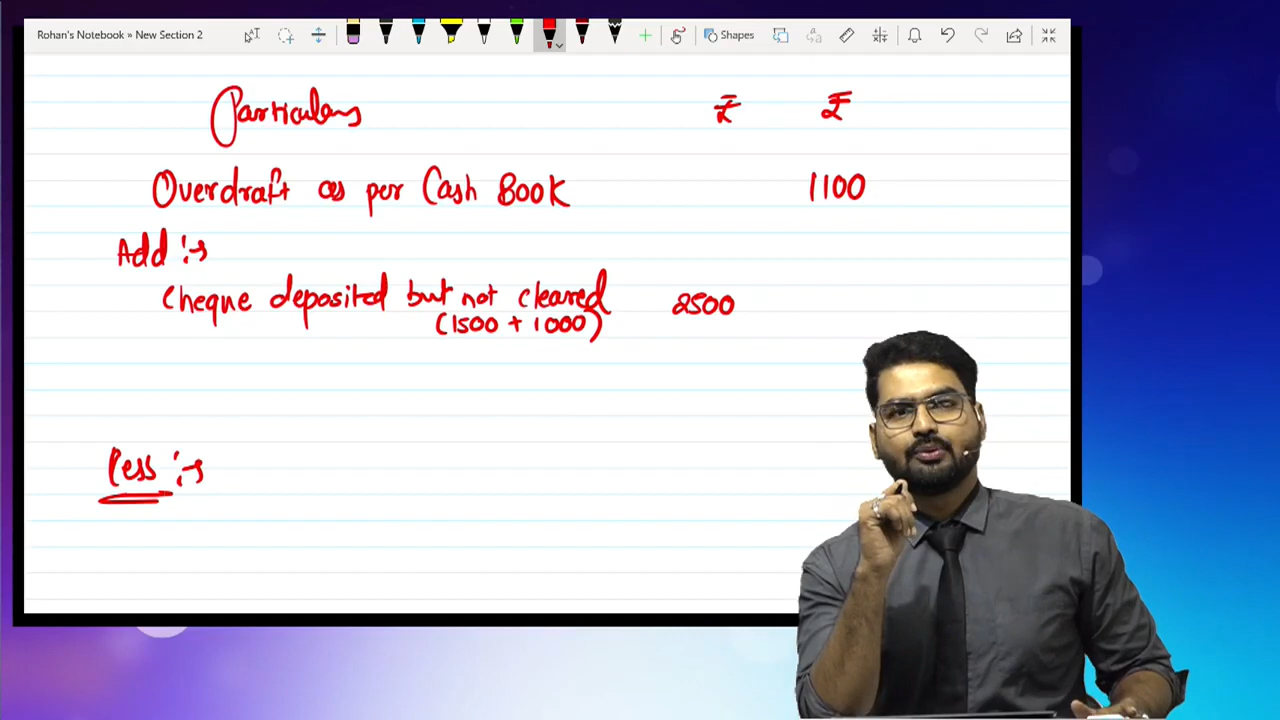 Rohan's Notebook » New Section 2
Shapes
Particulars ₹ ₹
Overdraft as per Cash Book 1100
Add :→
Cheque deposited but not cleared 2500
(1500 + 1000)
Less :→